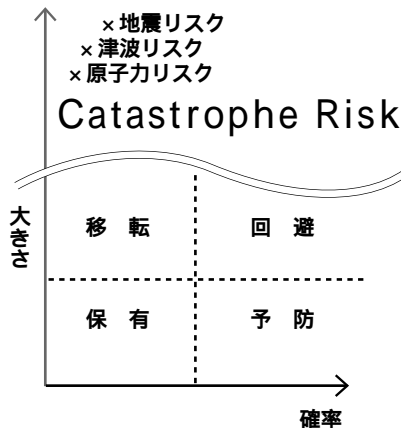 ×地震リスク
×津波リスク
×原子力リスク
Catastrophe Risk
大きさ
移 転
回 避
保 有
予 防
確率